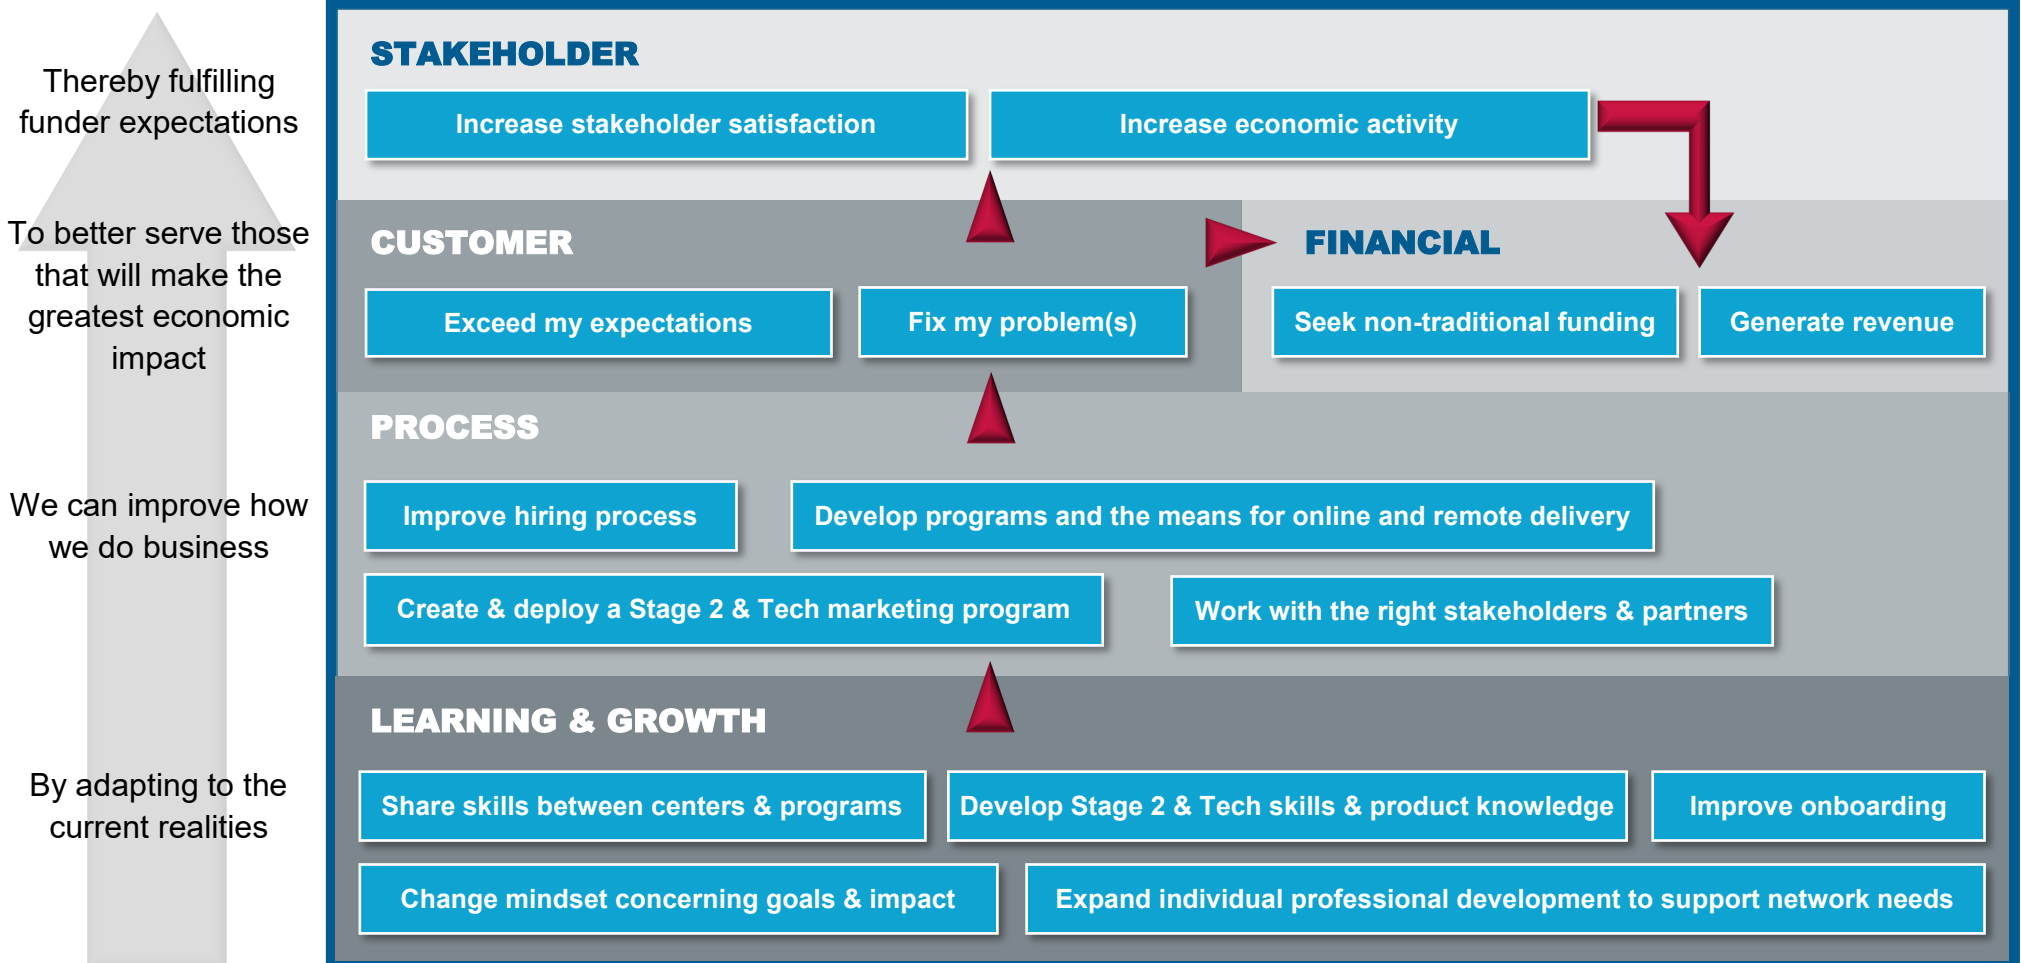 Thereby fulfilling
funder expectations
To better serve those
that will make the
greatest economic
impact
We can improve how
we do business
By adapting to the
current realities
STAKEHOLDER
Increase stakeholder satisfaction
Increase economic activity
CUSTOMER
Exceed my expectations
Fix my problem(s)
FINANCIAL
Seek non-traditional funding
Generate revenue
PROCESS
Improve hiring process
Develop programs and the means for online and remote delivery
Create & deploy a Stage 2 & Tech marketing program
Work with the right stakeholders & partners
LEARNING & GROWTH
Share skills between centers & programs
Develop Stage 2 & Tech skills & product knowledge
Improve onboarding
Change mindset concerning goals & impact
Expand individual professional development to support network needs